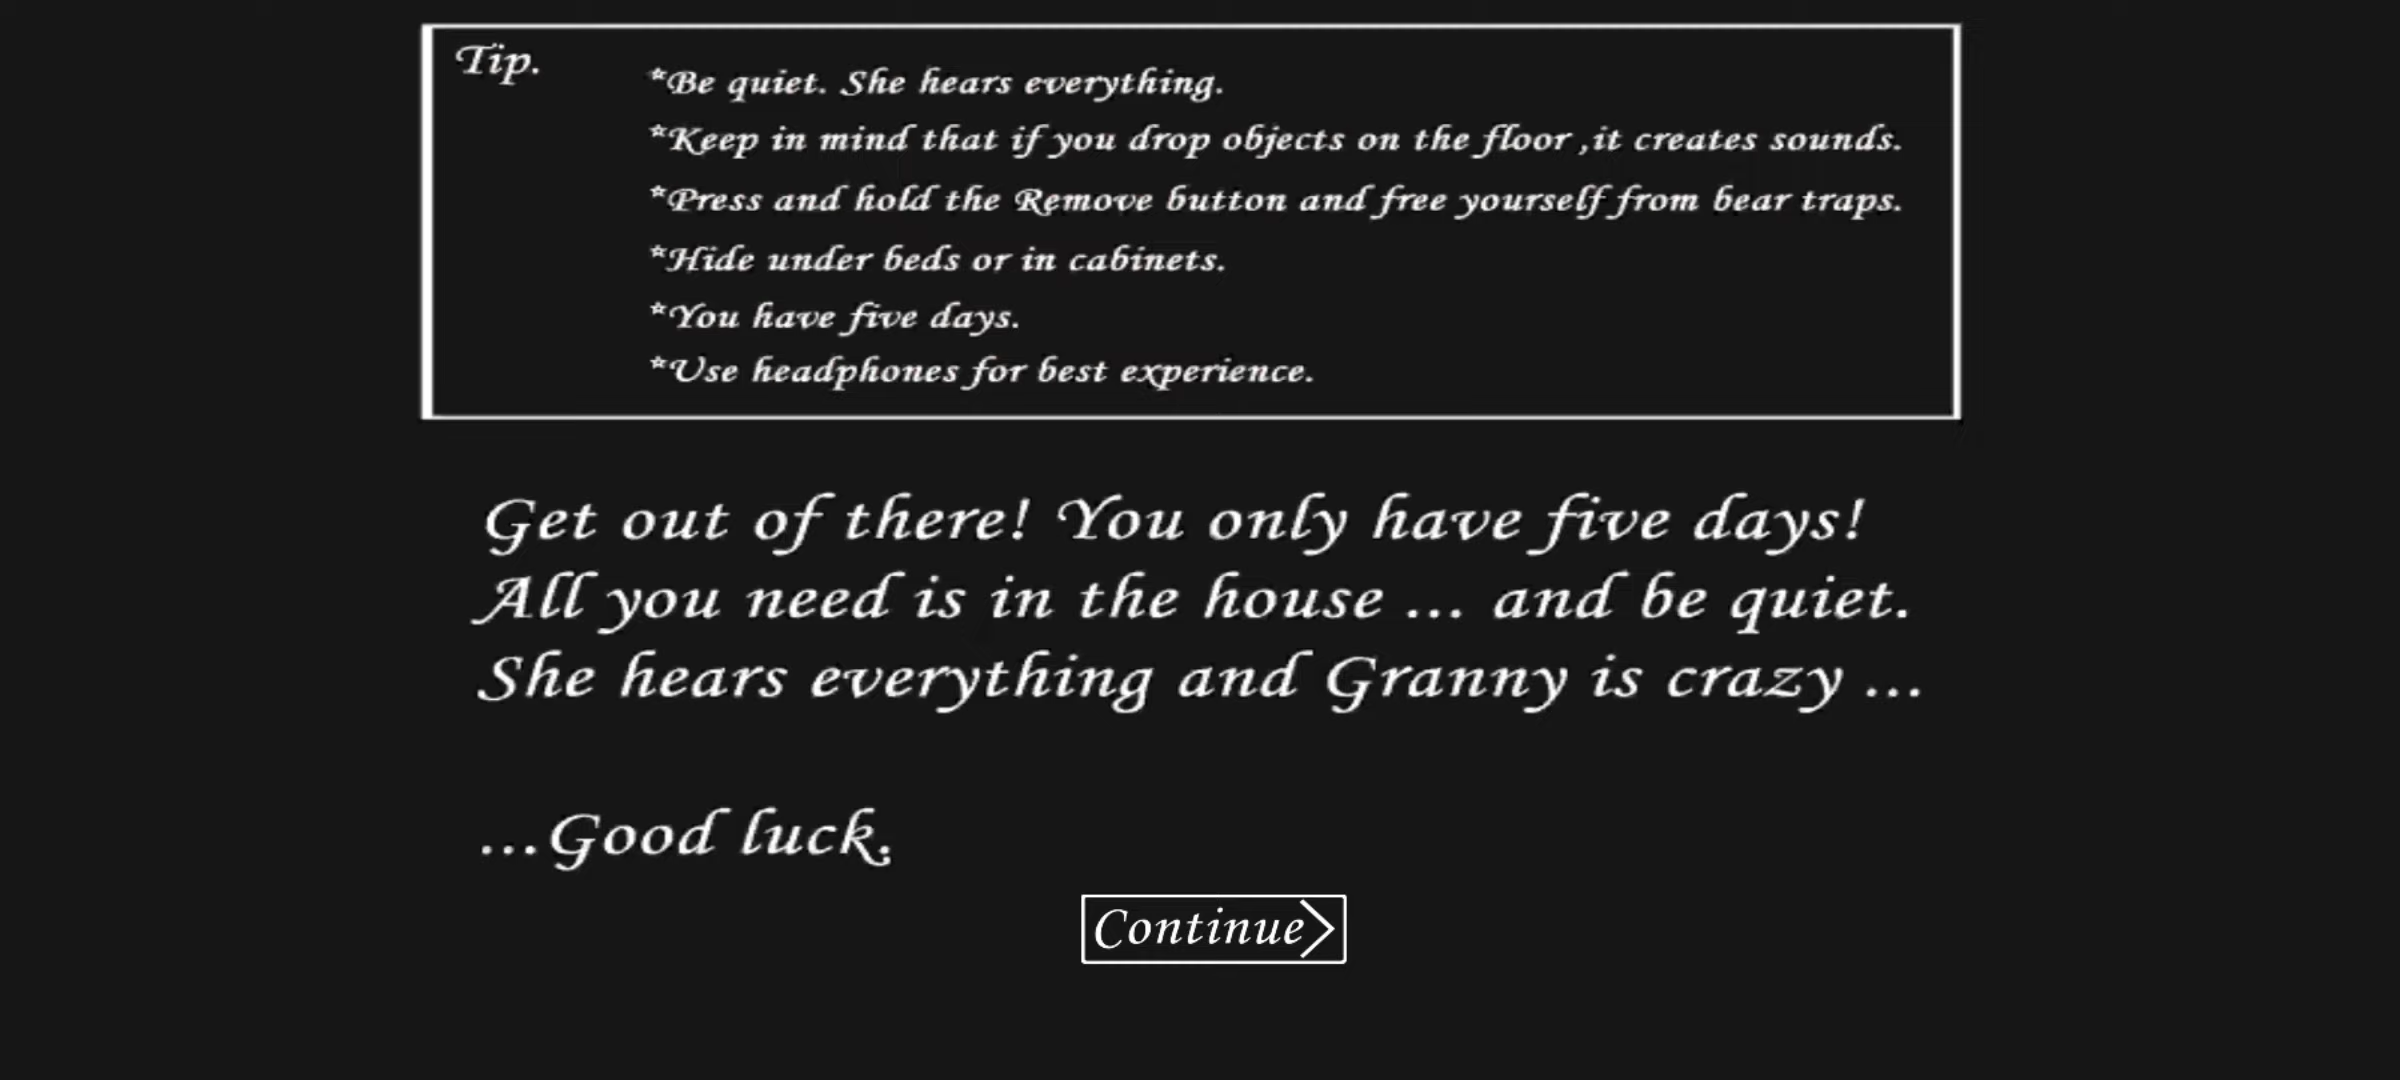 Tip.
*Be quiet. She hears everything.
*Keep in mind that if you drop objects on the floor ,it creates sounds.
*Press and hold the Remove button and free yourself from bear traps.
*Hide under beds or in cabinets.
*You have five days.
*Use headphones for best experience.
Get out of there! You only have five days!
All you need is in the house ... and be quiet.
She hears everything and Granny is crazy ...
...Good luck.
Continue>